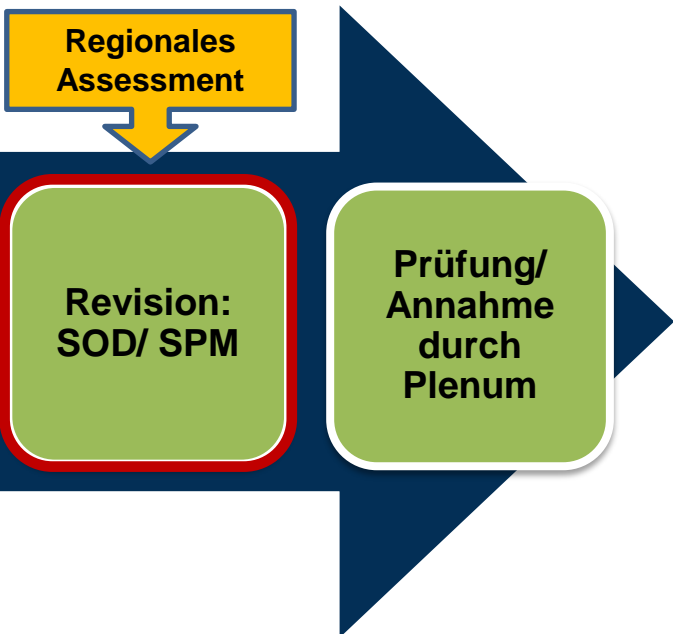 Regionales
Assessment
Revision:
SOD/ SPM
Prüfung/
Annahme
durch
Plenum